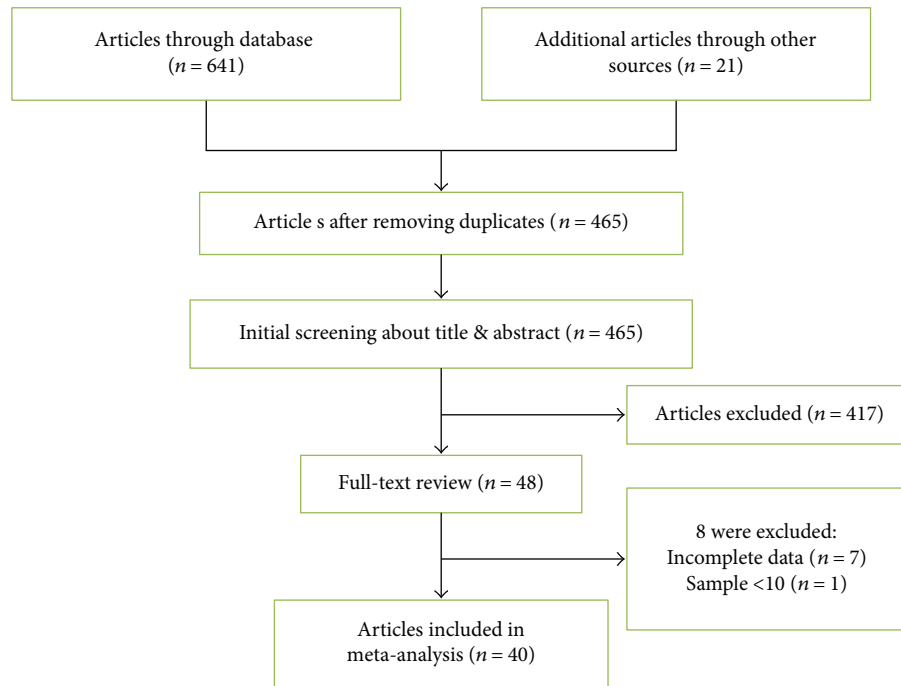 Articles through database
(n = 641)
Additional articles through other
sources (n = 21)
Article s after removing duplicates (n = 465)
Initial screening about title & abstract (n = 465)
Articles excluded (n = 417)
Full-text review (n = 48)
8 were excluded:
Incomplete data (n = 7)
Sample <10 (n = 1)
Articles included in
meta-analysis (n = 40)